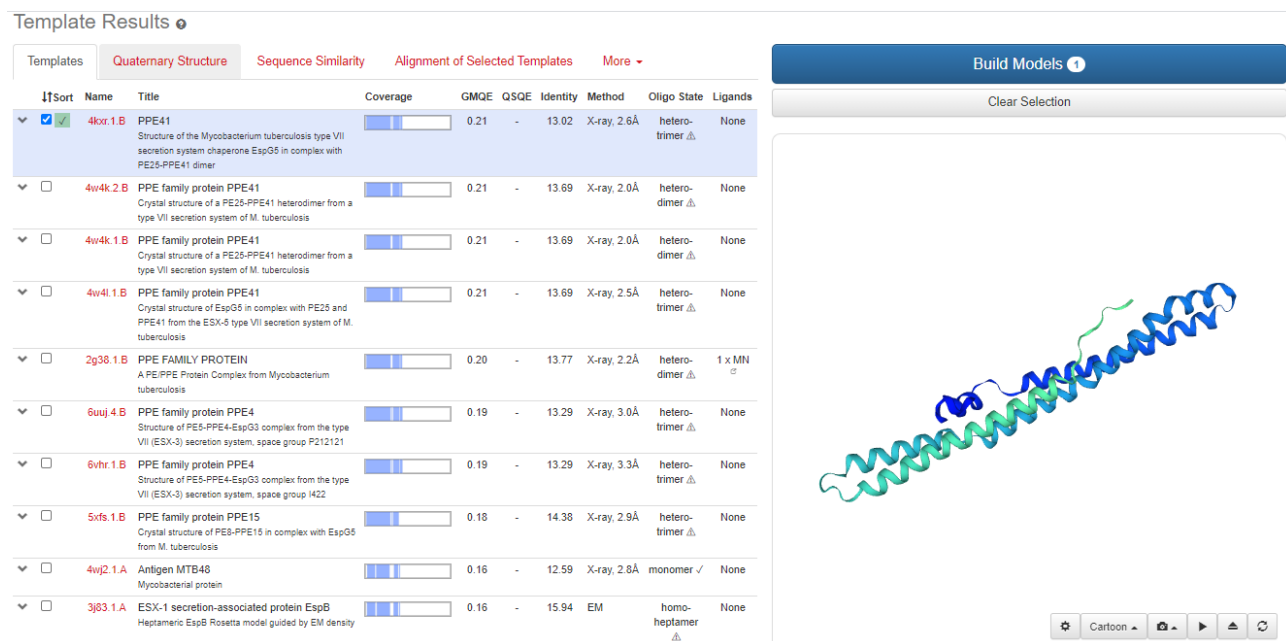 Template Results
Templates Quaternary Structure Sequence Similarity Alignment of Selected Templates More
Sort Name Title Coverage GMQE QSQE Identity Method Oligo State Ligands
4kxr.1.B PPE41 0.21 - 13.02 X-ray, 2.6Å hetero- None
Structure of the Mycobacterium tuberculosis type VII trimer
secretion system chaperone EspG5 in complex with
PE25-PPE41 dimer
4w4k.2.B PPE family protein PPE41 0.21 - 13.69 X-ray, 2.0Å hetero- None
Crystal structure of a PE25-PPE41 heterodimer from a dimer
type VII secretion system of M. tuberculosis
4w4k.1.B PPE family protein PPE41 0.21 - 13.69 X-ray, 2.0Å hetero- None
Crystal structure of a PE25-PPE41 heterodimer from a dimer
type VII secretion system of M. tuberculosis
4w4l.1.B PPE family protein PPE41 0.21 - 13.69 X-ray, 2.5Å hetero- None
Crystal structure of EspG5 in complex with PE25 and trimer
PPE41 from the ESX-5 type VII secretion system of M.
tuberculosis
2g38.1.B PPE FAMILY PROTEIN 0.20 - 13.77 X-ray, 2.2Å hetero- 1 x MN
A PE/PPE Protein Complex from Mycobacterium dimer
tuberculosis
6uuj.4.B PPE family protein PPE4 0.19 - 13.29 X-ray, 3.0Å hetero- None
Structure of PE5-PPE4-EspG3 complex from the type trimer
VII (ESX-3) secretion system, space group P212121
6vhr.1.B PPE family protein PPE4 0.19 - 13.29 X-ray, 3.3Å hetero- None
Structure of PE5-PPE4-EspG3 complex from the type trimer
VII (ESX-3) secretion system, space group I422
5xfs.1.B PPE family protein PPE15 0.18 - 14.38 X-ray, 2.9Å hetero- None
Crystal structure of PE8-PPE15 in complex with EspG5 trimer
from M. tuberculosis
4wj2.1.A Antigen MTB48 0.16 - 12.59 X-ray, 2.8Å monomer ✓ None
Mycobacterial protein
3j83.1.A ESX-1 secretion-associated protein EspB 0.16 - 15.94 EM homo- None
Heptameric EspB Rosetta model guided by EM density heptamer
Build Models 1
Clear Selection
Cartoon